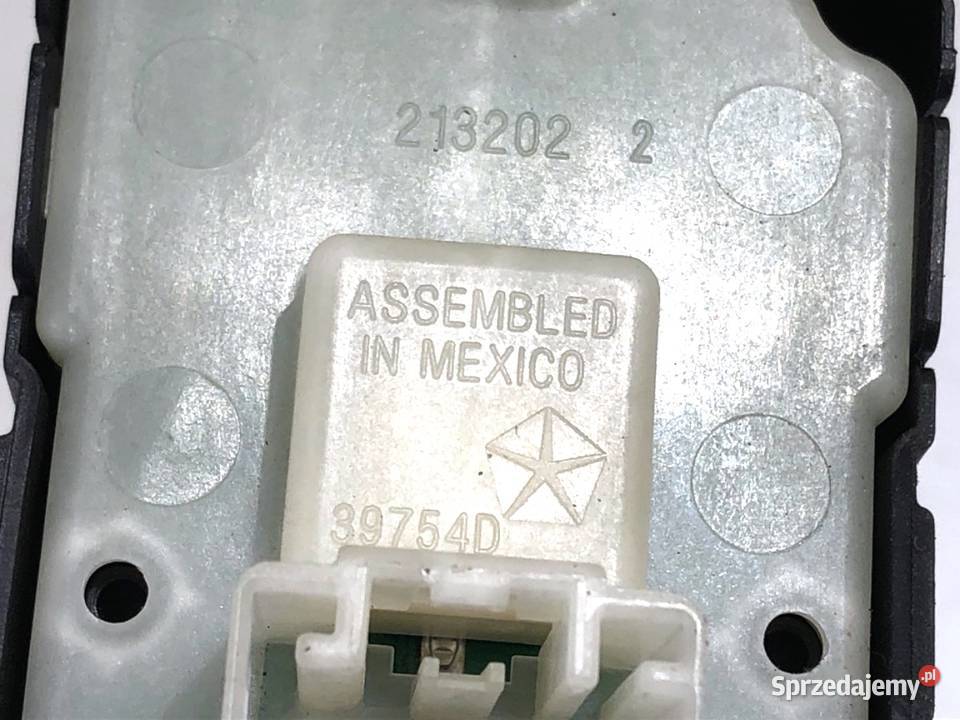 213202 2
ASSEMBLED
IN MEXICO
39754D
Sprzedajemy.pl